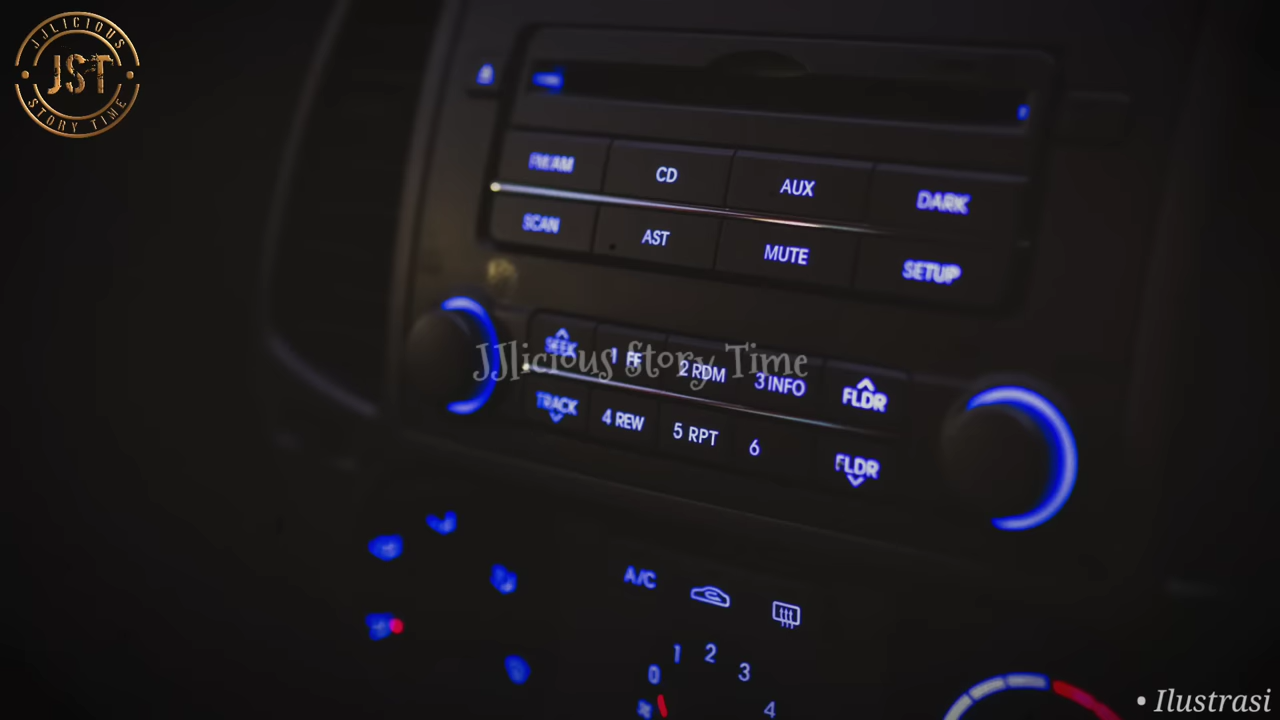 JJLICIOUS
JST
STORY TIME
FM/AM CD AUX DARK
SCAN AST MUTE SETUP
JJlicious Story Time
SEEK 1 FF 2 RDM 3 INFO FLDR
TRACK 4 REW 5 RPT 6 FLDR
A/C
0 1 2 3 4
• Ilustrasi